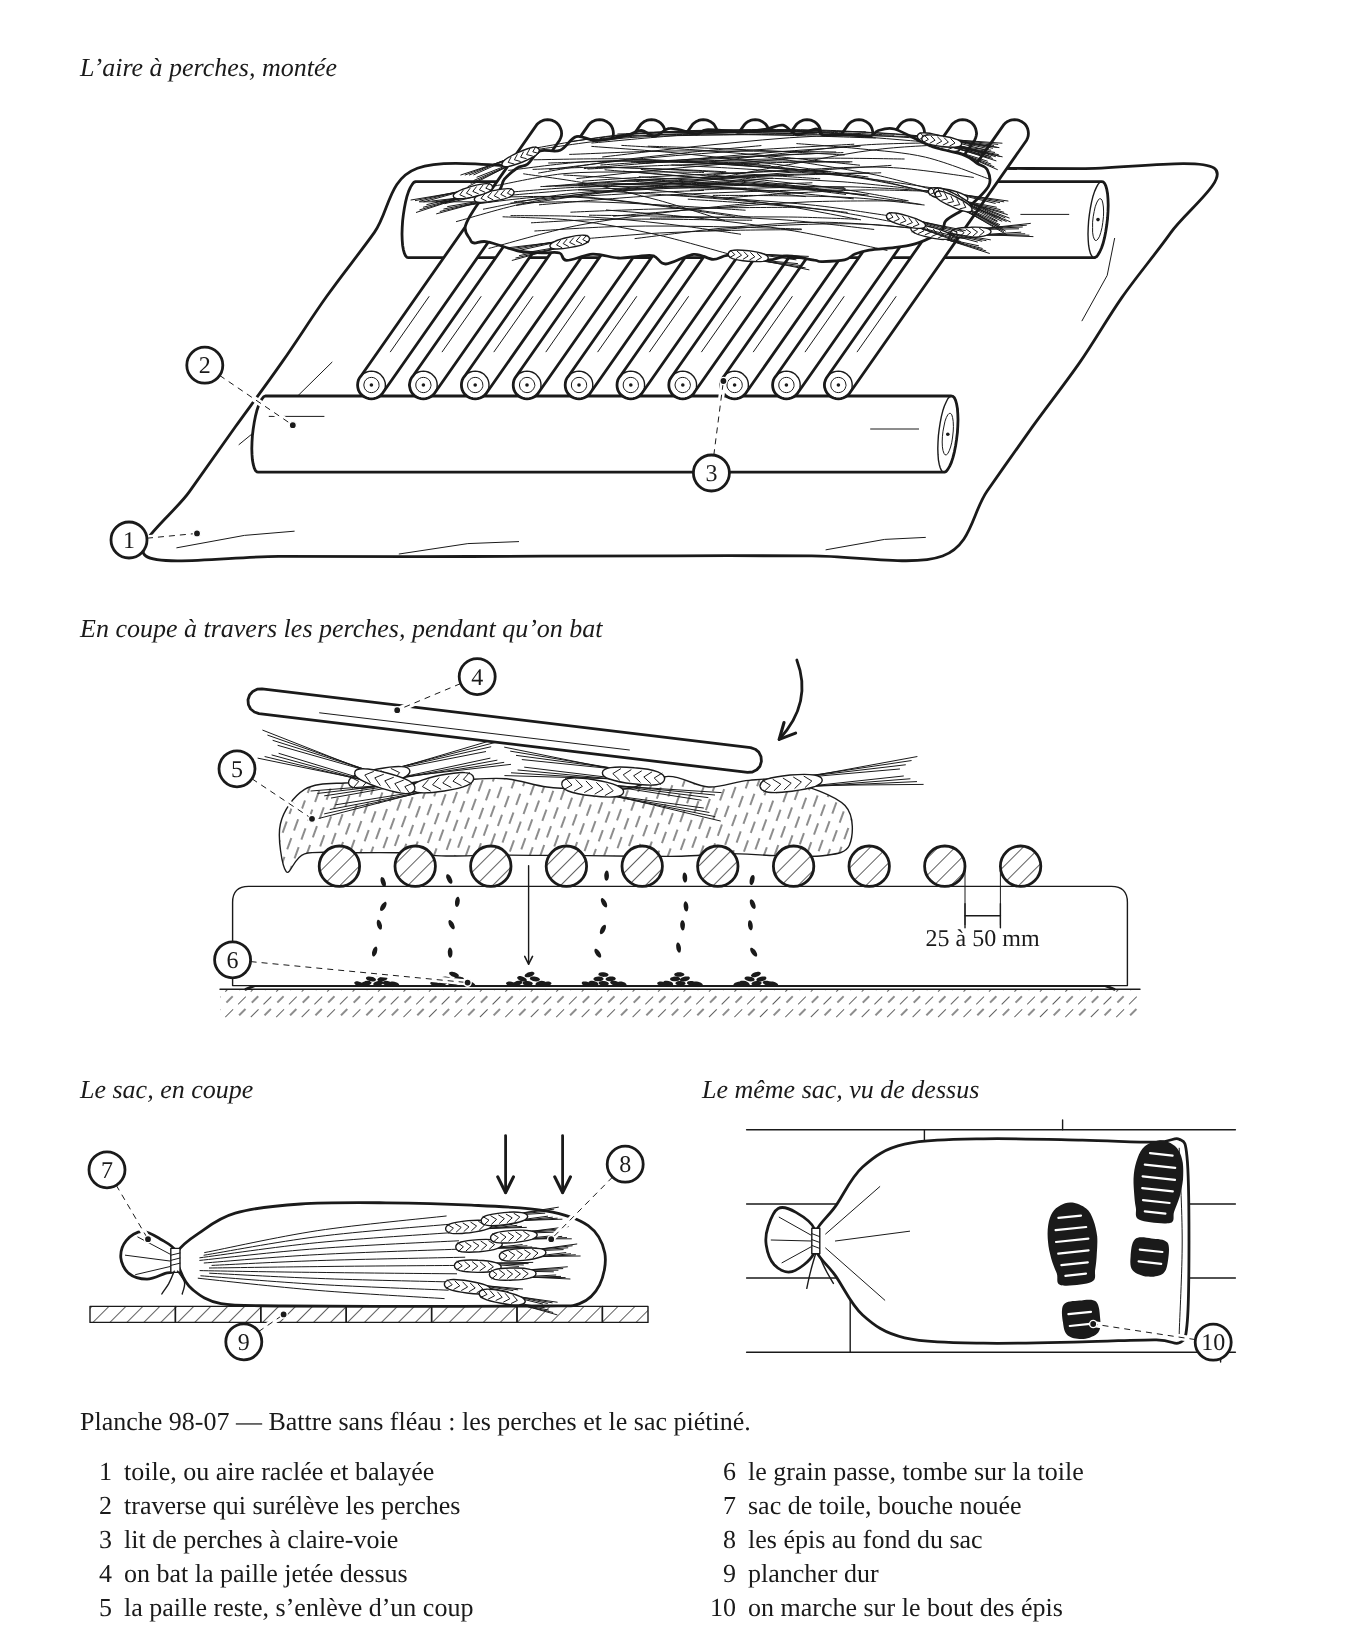 L’aire à perches, montée
2
3
1
En coupe à travers les perches, pendant qu’on bat
4
5
25 à 50 mm
6
Le sac, en coupe
Le même sac, vu de dessus
7
8
9
10
Planche 98-07 — Battre sans fléau : les perches et le sac piétiné.
1 toile, ou aire raclée et balayée
2 traverse qui surélève les perches
3 lit de perches à claire-voie
4 on bat la paille jetée dessus
5 la paille reste, s’enlève d’un coup
6 le grain passe, tombe sur la toile
7 sac de toile, bouche nouée
8 les épis au fond du sac
9 plancher dur
10 on marche sur le bout des épis